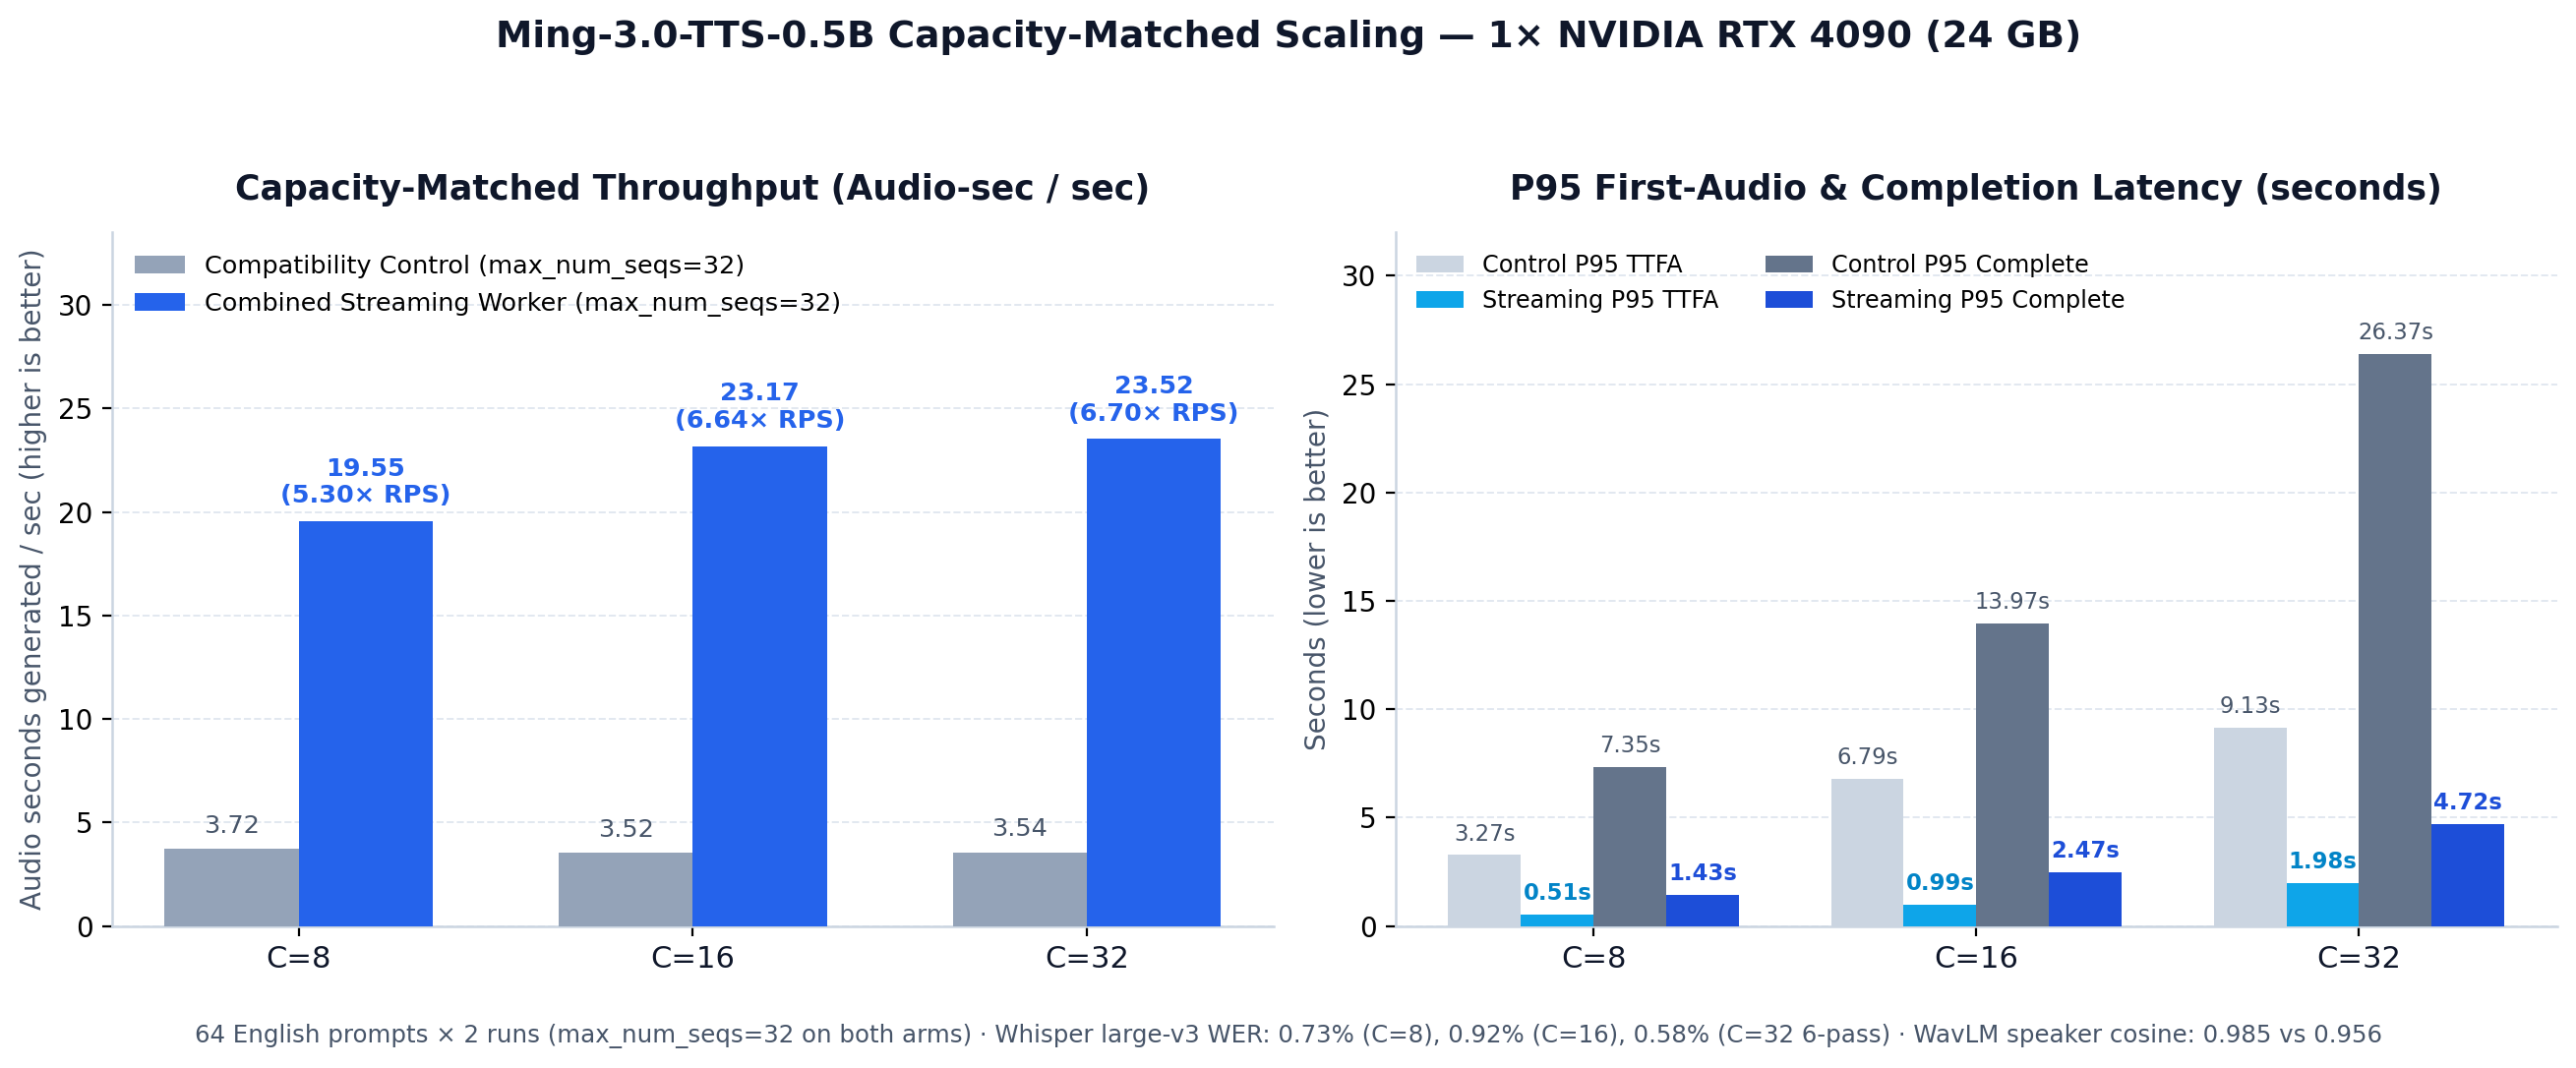 Ming-3.0-TTS-0.5B Capacity-Matched Scaling — 1× NVIDIA RTX 4090 (24 GB)
Capacity-Matched Throughput (Audio-sec / sec)
Audio seconds generated / sec (higher is better)
Compatibility Control (max_num_seqs=32)
Combined Streaming Worker (max_num_seqs=32)
30
25
20
15
10
5
0
3.72
19.55
(5.30× RPS)
3.52
23.17
(6.64× RPS)
3.54
23.52
(6.70× RPS)
C=8
C=16
C=32
P95 First-Audio & Completion Latency (seconds)
Seconds (lower is better)
Control P95 TTFA
Streaming P95 TTFA
Control P95 Complete
Streaming P95 Complete
30
25
20
15
10
5
0
3.27s
0.51s
7.35s
1.43s
6.79s
0.99s
13.97s
2.47s
9.13s
1.98s
26.37s
4.72s
C=8
C=16
C=32
64 English prompts × 2 runs (max_num_seqs=32 on both arms) · Whisper large-v3 WER: 0.73% (C=8), 0.92% (C=16), 0.58% (C=32 6-pass) · WavLM speaker cosine: 0.985 vs 0.956